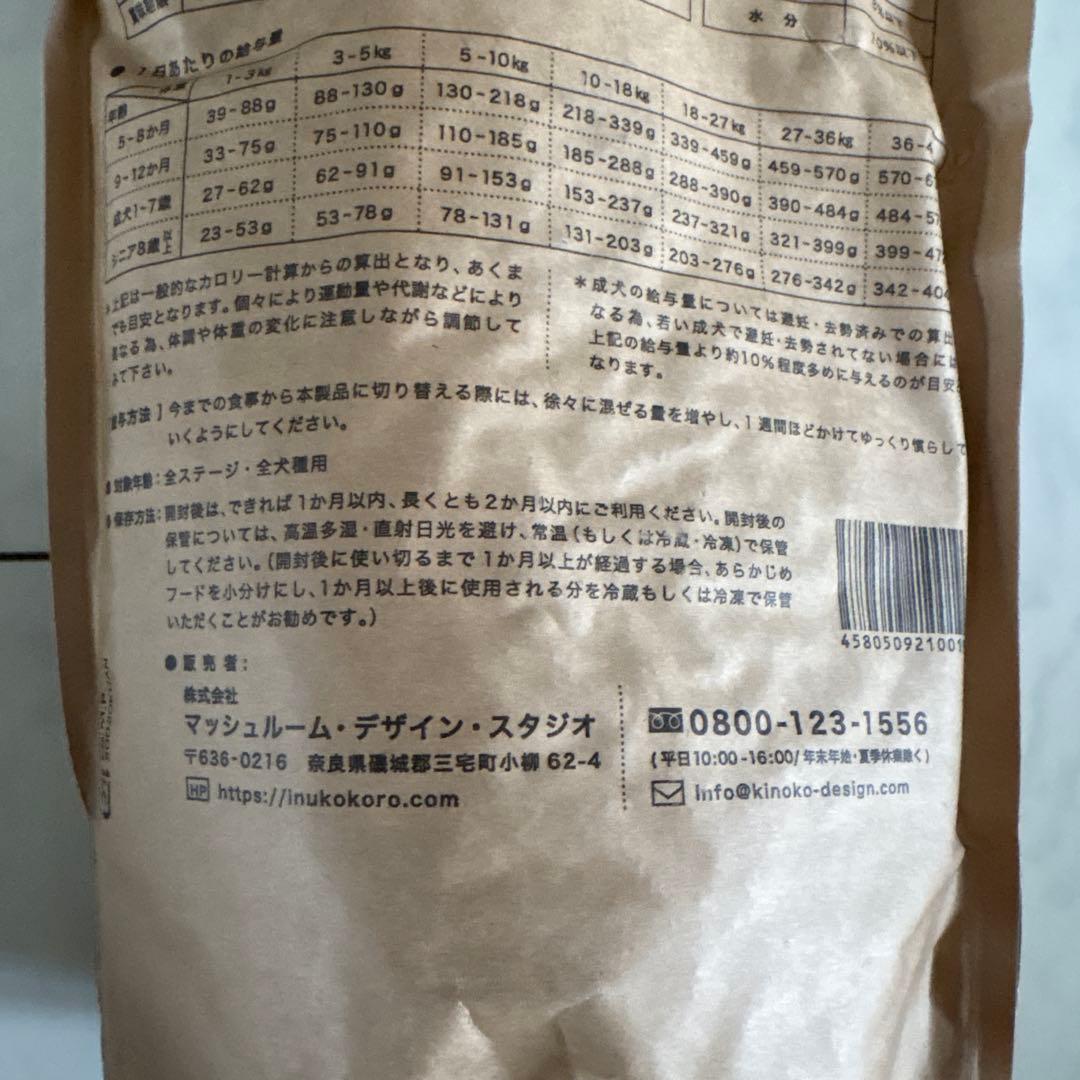 水 分
● 1日あたりの給与量
年齢 1-3kg 3-5kg 5-10kg 10-18kg 18-27kg 27-36kg 36-4
5-8か月 39-88g 88-130g 130-218g 218-339g 339-459g 459-570g 570-6
9-12か月 33-75g 75-110g 110-185g 185-288g 288-390g 390-484g 484-57
成犬1-7歳 27-62g 62-91g 91-153g 153-237g 237-321g 321-399g 399-47
シニア8歳以上 23-53g 53-78g 78-131g 131-203g 203-276g 276-342g 342-404
*上記は一般的なカロリー計算からの算出となり、あくま
でも目安となります。個々により運動量や代謝などにより
異なる為、体調や体重の変化に注意しながら調節して
みて下さい。
*成犬の給与量については避妊・去勢済みでの算出
なる為、若い成犬で避妊・去勢されてない場合には
上記の給与量より約10%程度多めに与えるのが目安
なります。
給与方法】今までの食事から本製品に切り替える際には、徐々に混ぜる量を増やし、1週間ほどかけてゆっくり慣らして
いくようにしてください。
● 対象年齢:全ステージ・全犬種用
● 保存方法:開封後は、できれば1か月以内、長くとも2か月以内にご利用ください。開封後の
保管については、高温多湿・直射日光を避け、常温(もしくは冷蔵・冷凍)で保管
してください。(開封後に使い切るまで1か月以上が経過する場合、あらかじめ
フードを小分けにし、1か月以上後に使用される分を冷蔵もしくは冷凍で保管
いただくことがお勧めです。)
458050921001
● 販売者:
株式会社
マッシュルーム・デザイン・スタジオ
〒636-0216 奈良県磯城郡三宅町小柳 62-4
HP https://inukokoro.com
0800-123-1556
(平日10:00-16:00/年末年始・夏季休業除く)
Info@kinoko-design.com